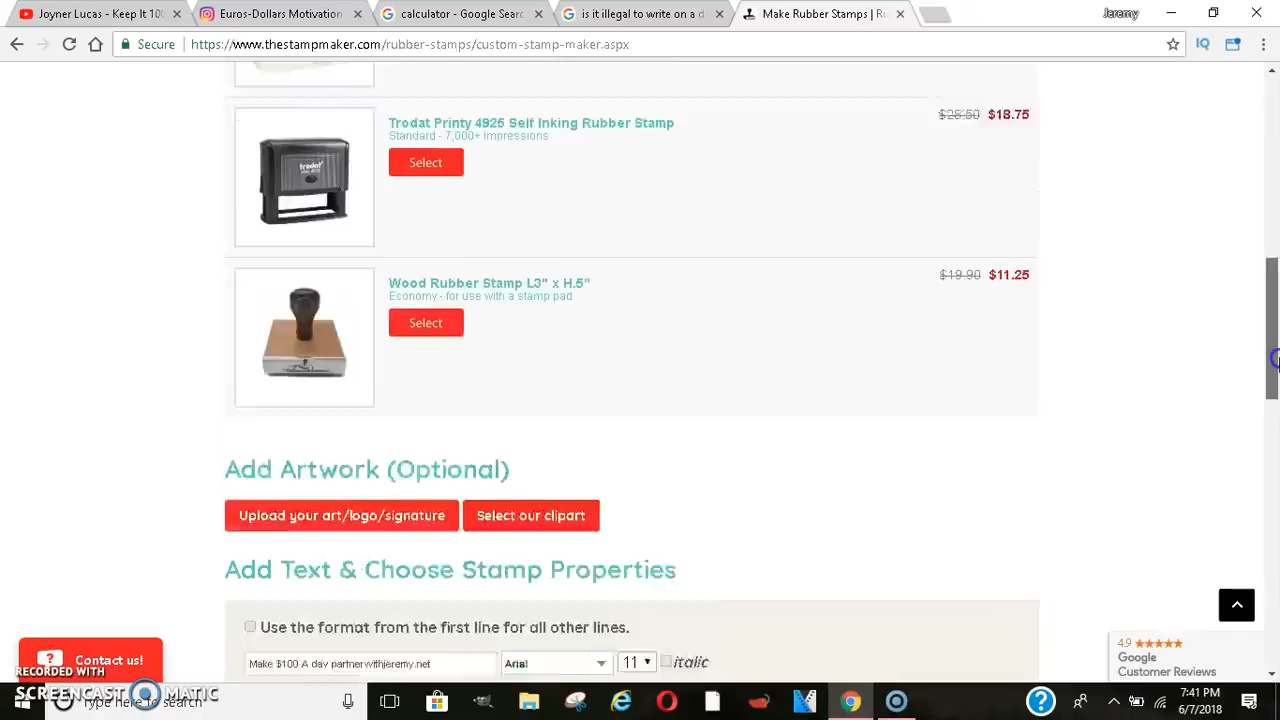 Joyner Lucas - Keep It 100
Euros-Dollars Motivation
calculator - Google Searc
is it illegal to write on a d
Make Rubber Stamps | Ru
Jeremy
Secure
https://www.thestampmaker.com/rubber-stamps/custom-stamp-maker.aspx
Trodat Printy 4925 Self Inking Rubber Stamp
$28.50 $18.75
Standard - 7,000+ impressions
Select
trodat
Wood Rubber Stamp L3" x H.5"
$19.90 $11.25
Economy - for use with a stamp pad
Select
Add Artwork (Optional)
Upload your art/logo/signature
Select our clipart
Add Text & Choose Stamp Properties
Use the format from the first line for all other lines.
Make $100 A day partnerwithjeremy.net
Arial
11
italic
4.9
Google
Customer Reviews
Contact us!
RECORDED WITH
SCREENCAST MATIC
Type here to search
7:41 PM
6/7/2018